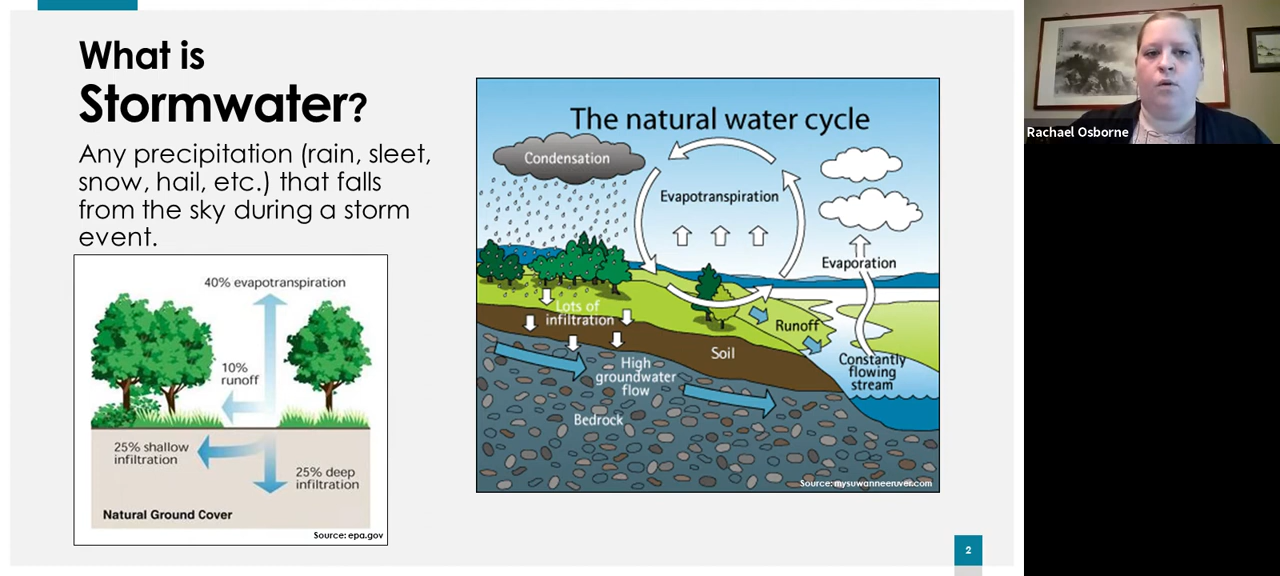 What is
Stormwater?
Any precipitation (rain, sleet,
snow, hail, etc.) that falls
from the sky during a storm
event.
40% evapotranspiration
10%
runoff
25% shallow
infiltration
25% deep
infiltration
Natural Ground Cover
Source: epa.gov
The natural water cycle
Condensation
Evapotranspiration
Evaporation
Lots of
infiltration
Runoff
Soil
High
groundwater
flow
Constantly
flowing
stream
Bedrock
Source: mysuwanneeriver.com
2
Rachael Osborne